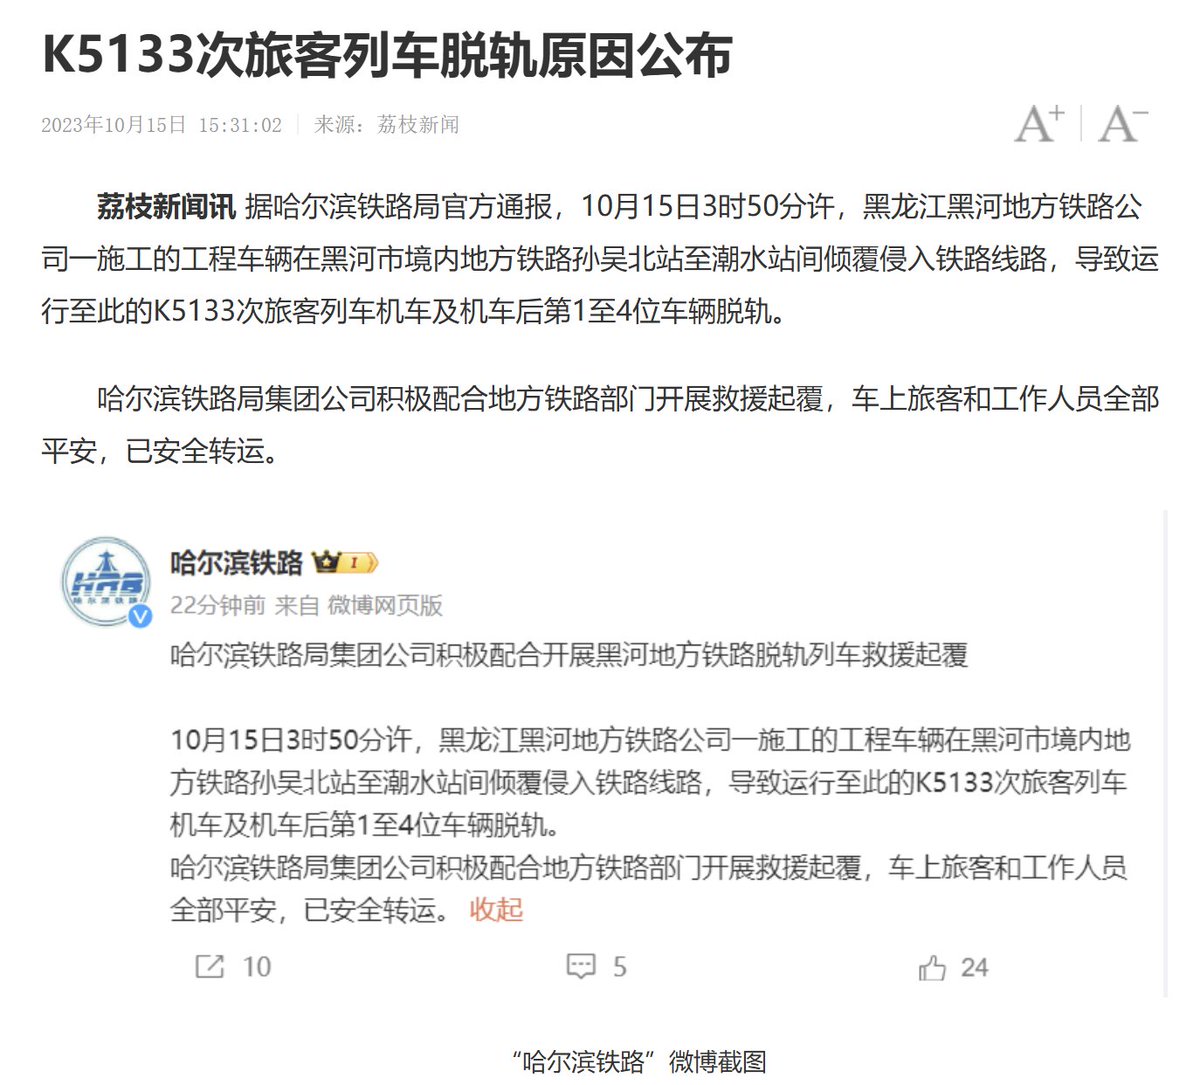 K5133次旅客列车脱轨原因公布
2023年10月15日 15:31:02 来源：荔枝新闻 A+ A−
荔枝新闻讯 据哈尔滨铁路局官方通报，10月15日3时50分许，黑龙江黑河地方铁路公
司一施工的工程车辆在黑河市境内地方铁路孙吴北站至潮水站间倾覆侵入铁路线路，导致运
行至此的K5133次旅客列车机车及机车后第1至4位车辆脱轨。
哈尔滨铁路局集团公司积极配合地方铁路部门开展救援起覆，车上旅客和工作人员全部
平安，已安全转运。
HRB
哈尔滨铁路
哈尔滨铁路 I
22分钟前 来自 微博网页版
哈尔滨铁路局集团公司积极配合开展黑河地方铁路脱轨列车救援起覆
10月15日3时50分许，黑龙江黑河地方铁路公司一施工的工程车辆在黑河市境内地
方铁路孙吴北站至潮水站间倾覆侵入铁路线路，导致运行至此的K5133次旅客列车
机车及机车后第1至4位车辆脱轨。
哈尔滨铁路局集团公司积极配合地方铁路部门开展救援起覆，车上旅客和工作人员
全部平安，已安全转运。 收起
10 5 24
“哈尔滨铁路”微博截图